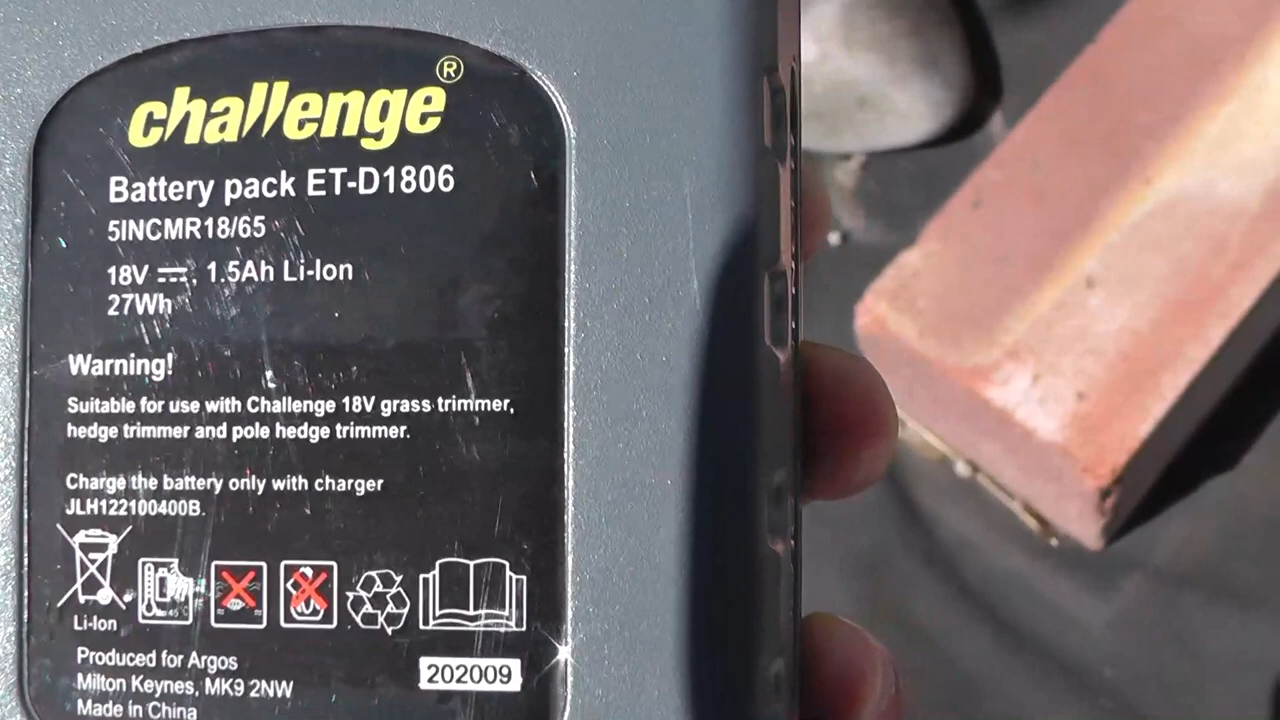 challenge®
Battery pack ET-D1806
5INCMR18/65
18V ⎓, 1.5Ah Li-Ion
27Wh
Warning!
Suitable for use with Challenge 18V grass trimmer,
hedge trimmer and pole hedge trimmer.
Charge the battery only with charger
JLH122100400B.
Li-Ion
Produced for Argos
Milton Keynes, MK9 2NW
202009
Made in China